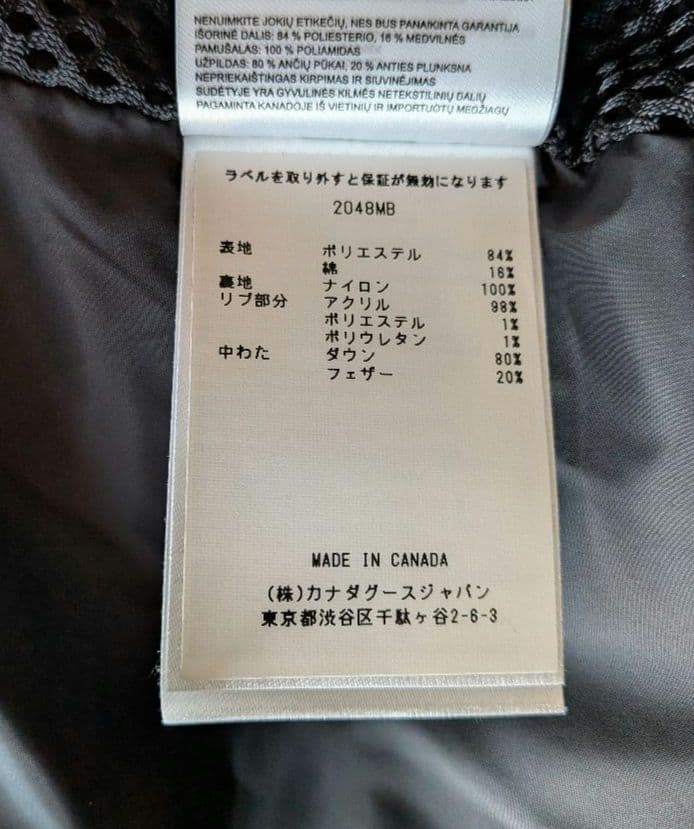 NENUIMKITE JOKIŲ ETIKEČIŲ, NES BUS PANAIKINTA GARANTIJA
IŠORINĖ DALIS: 84 % POLIESTERIO, 16 % MEDVILNĖS
PAMUŠALAS: 100 % POLIAMIDAS
UŽPILDAS: 80 % ANČIŲ PŪKAI, 20 % ANTIES PLUNKSNA
NEPRIEKAIŠTINGAS KIRPIMAS IR SIUVINĖJIMAS
SUDĖTYJE YRA GYVULINĖS KILMĖS NETEKSTILINIŲ DALIŲ
PAGAMINTA KANADOJE IŠ VIETINIŲ IR IMPORTUOTŲ MEDŽIAGŲ
ラベルを取り外すと保証が無効になります
2048MB
表地 ポリエステル 84%
綿 16%
裏地 ナイロン 100%
リブ部分 アクリル 98%
ポリエステル 1%
ポリウレタン 1%
中わた ダウン 80%
フェザー 20%
MADE IN CANADA
(株)カナダグースジャパン
東京都渋谷区千駄ヶ谷2-6-3